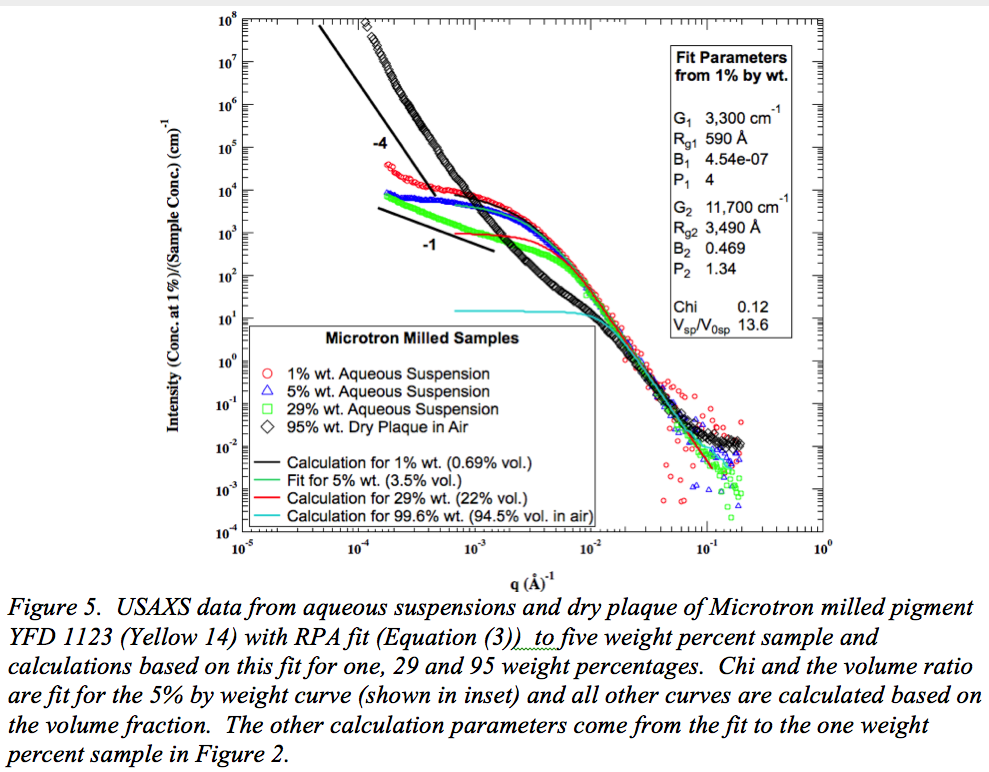 10^8
10^7
10^6
10^5
10^4
10^3
10^2
10^1
10^0
10^-1
10^-2
10^-3
10^-4
Intensity (Conc. at 1%)/(Sample Conc.) (cm)^-1
-4
-1
Fit Parameters
from 1% by wt.
G1 3,300 cm^-1
Rg1 590 Å
B1 4.54e-07
P1 4
G2 11,700 cm^-1
Rg2 3,490 Å
B2 0.469
P2 1.34
Chi 0.12
Vsp/V0sp 13.6
Microtron Milled Samples
1% wt. Aqueous Suspension
5% wt. Aqueous Suspension
29% wt. Aqueous Suspension
95% wt. Dry Plaque in Air
Calculation for 1% wt. (0.69% vol.)
Fit for 5% wt. (3.5% vol.)
Calculation for 29% wt. (22% vol.)
Calculation for 99.6% wt. (94.5% vol. in air)
10^-5 10^-4 10^-3 10^-2 10^-1 10^0
q (Å)^-1
Figure 5. USAXS data from aqueous suspensions and dry plaque of Microtron milled pigment
YFD 1123 (Yellow 14) with RPA fit (Equation (3)) to five weight percent sample and
calculations based on this fit for one, 29 and 95 weight percentages. Chi and the volume ratio
are fit for the 5% by weight curve (shown in inset) and all other curves are calculated based on
the volume fraction. The other calculation parameters come from the fit to the one weight
percent sample in Figure 2.